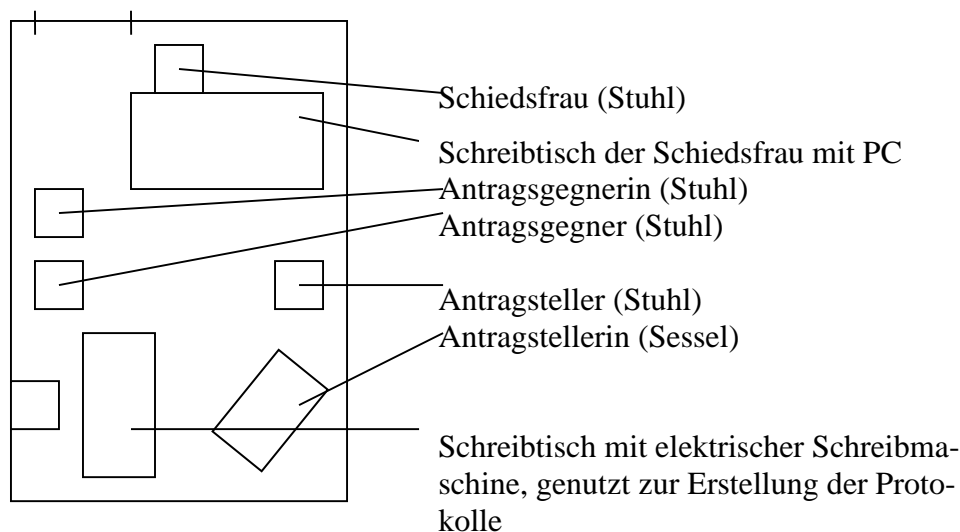 Schiedsfrau (Stuhl)
Schreibtisch der Schiedsfrau mit PC
Antragsgegnerin (Stuhl)
Antragsgegner (Stuhl)
Antragsteller (Stuhl)
Antragstellerin (Sessel)
Schreibtisch mit elektrischer Schreibma-
schine, genutzt zur Erstellung der Proto-
kolle